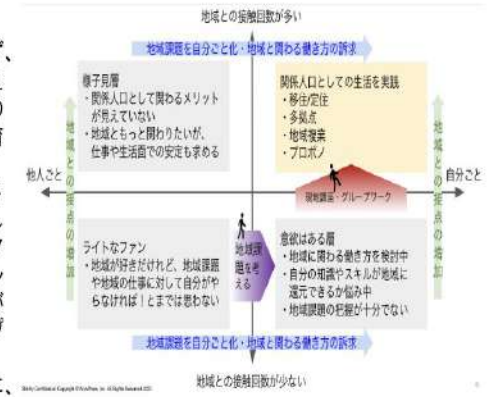 地域との接触回数が多い
地域課題を自分ごと化・地域と関わる働き方の訴求
様子見層
・関係人口として関わるメリット
が見えていない
・地域ともっと関わりたいが、
仕事や生活面での安定も求める
関係人口としての生活を実践
・移住/定住
・多拠点
・地域複業
・プロボノ
地域との接点の増加
地域との接点の増加
他人ごと
自分ごと
現地講座・グループワーク
ライトなファン
・地域が好きだけれど、地域課題
や地域の仕事に対して自分がや
らなければ！とまでは思わない
地域課
題を考
える
意欲はある層
・地域に関わる働き方を検討中
・自分の知識やスキルが地域に
還元できるか悩み中
・地域課題の把握が十分でない
地域課題を自分ごと化・地域と関わる働き方の訴求
地域との接触回数が少ない